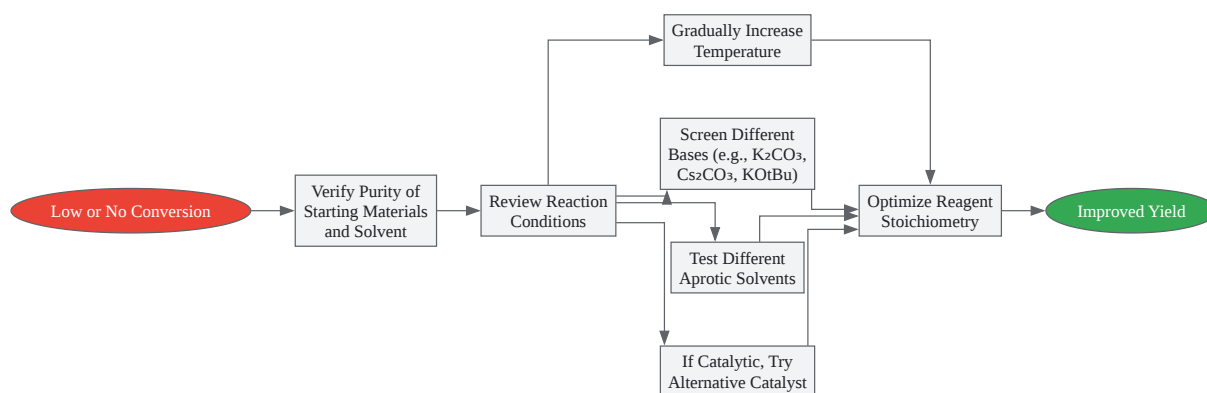 Low or No Conversion
Verify Purity of
Starting Materials
and Solvent
Review Reaction
Conditions
Gradually Increase
Temperature
Screen Different
Bases (e.g., K₂CO₃,
Cs₂CO₃, KOtBu)
Test Different
Aprotic Solvents
If Catalytic, Try
Alternative Catalyst
Optimize Reagent
Stoichiometry
Improved Yield